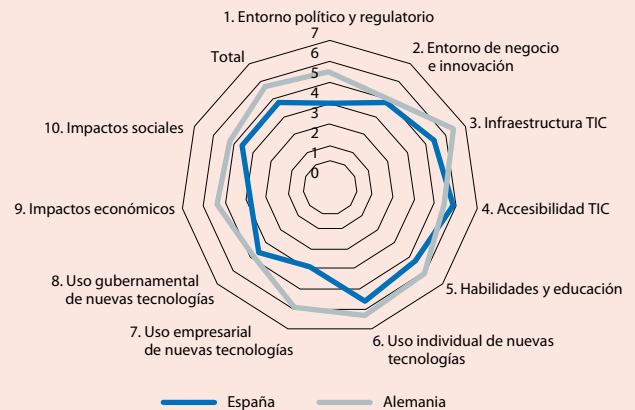 1. Entorno político y regulatorio
7
6
5
4
3
2
1
0
2. Entorno de negocio
e innovación
3. Infraestructura TIC
4. Accesibilidad TIC
5. Habilidades y educación
6. Uso individual de nuevas
tecnologías
7. Uso empresarial
de nuevas tecnologías
8. Uso gubernamental
de nuevas tecnologías
9. Impactos económicos
10. Impactos sociales
Total
España
Alemania